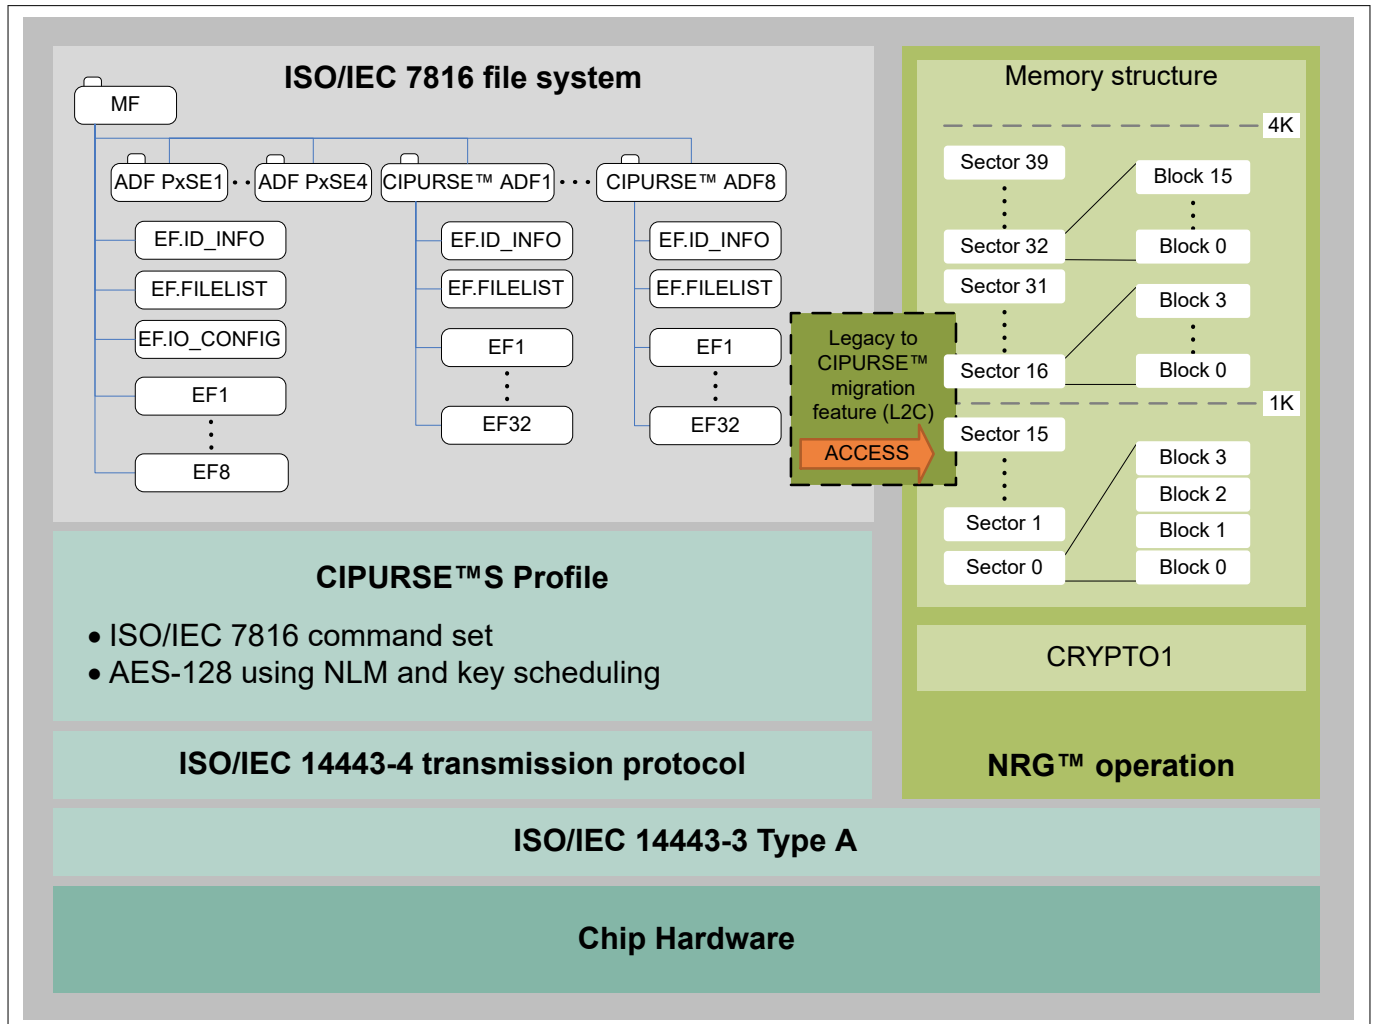 ISO/IEC 7816 file system
MF
ADF PxSE1
ADF PxSE4
CIPURSE™ ADF1
CIPURSE™ ADF8
EF.ID_INFO
EF.FILELIST
EF.IO_CONFIG
EF1
EF8
EF.ID_INFO
EF.FILELIST
EF1
EF32
EF.ID_INFO
EF.FILELIST
EF1
EF32
Legacy to
CIPURSE™
migration
feature (L2C)
ACCESS
Memory structure
4K
Sector 39
Sector 32
Block 15
Block 0
Sector 31
Sector 16
Block 3
Block 0
1K
Sector 15
Sector 1
Sector 0
Block 3
Block 2
Block 1
Block 0
CRYPTO1
NRG™ operation
CIPURSE™S Profile
• ISO/IEC 7816 command set
• AES-128 using NLM and key scheduling
ISO/IEC 14443-4 transmission protocol
ISO/IEC 14443-3 Type A
Chip Hardware